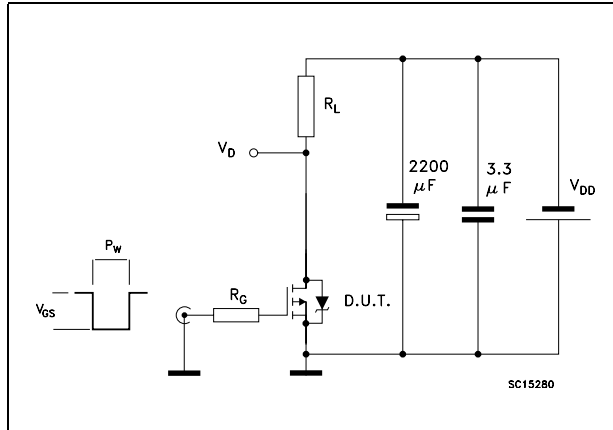 R_L
V_D
2200
μF
3.3
μF
V_DD
P_W
V_GS
R_G
D.U.T.
SC15280